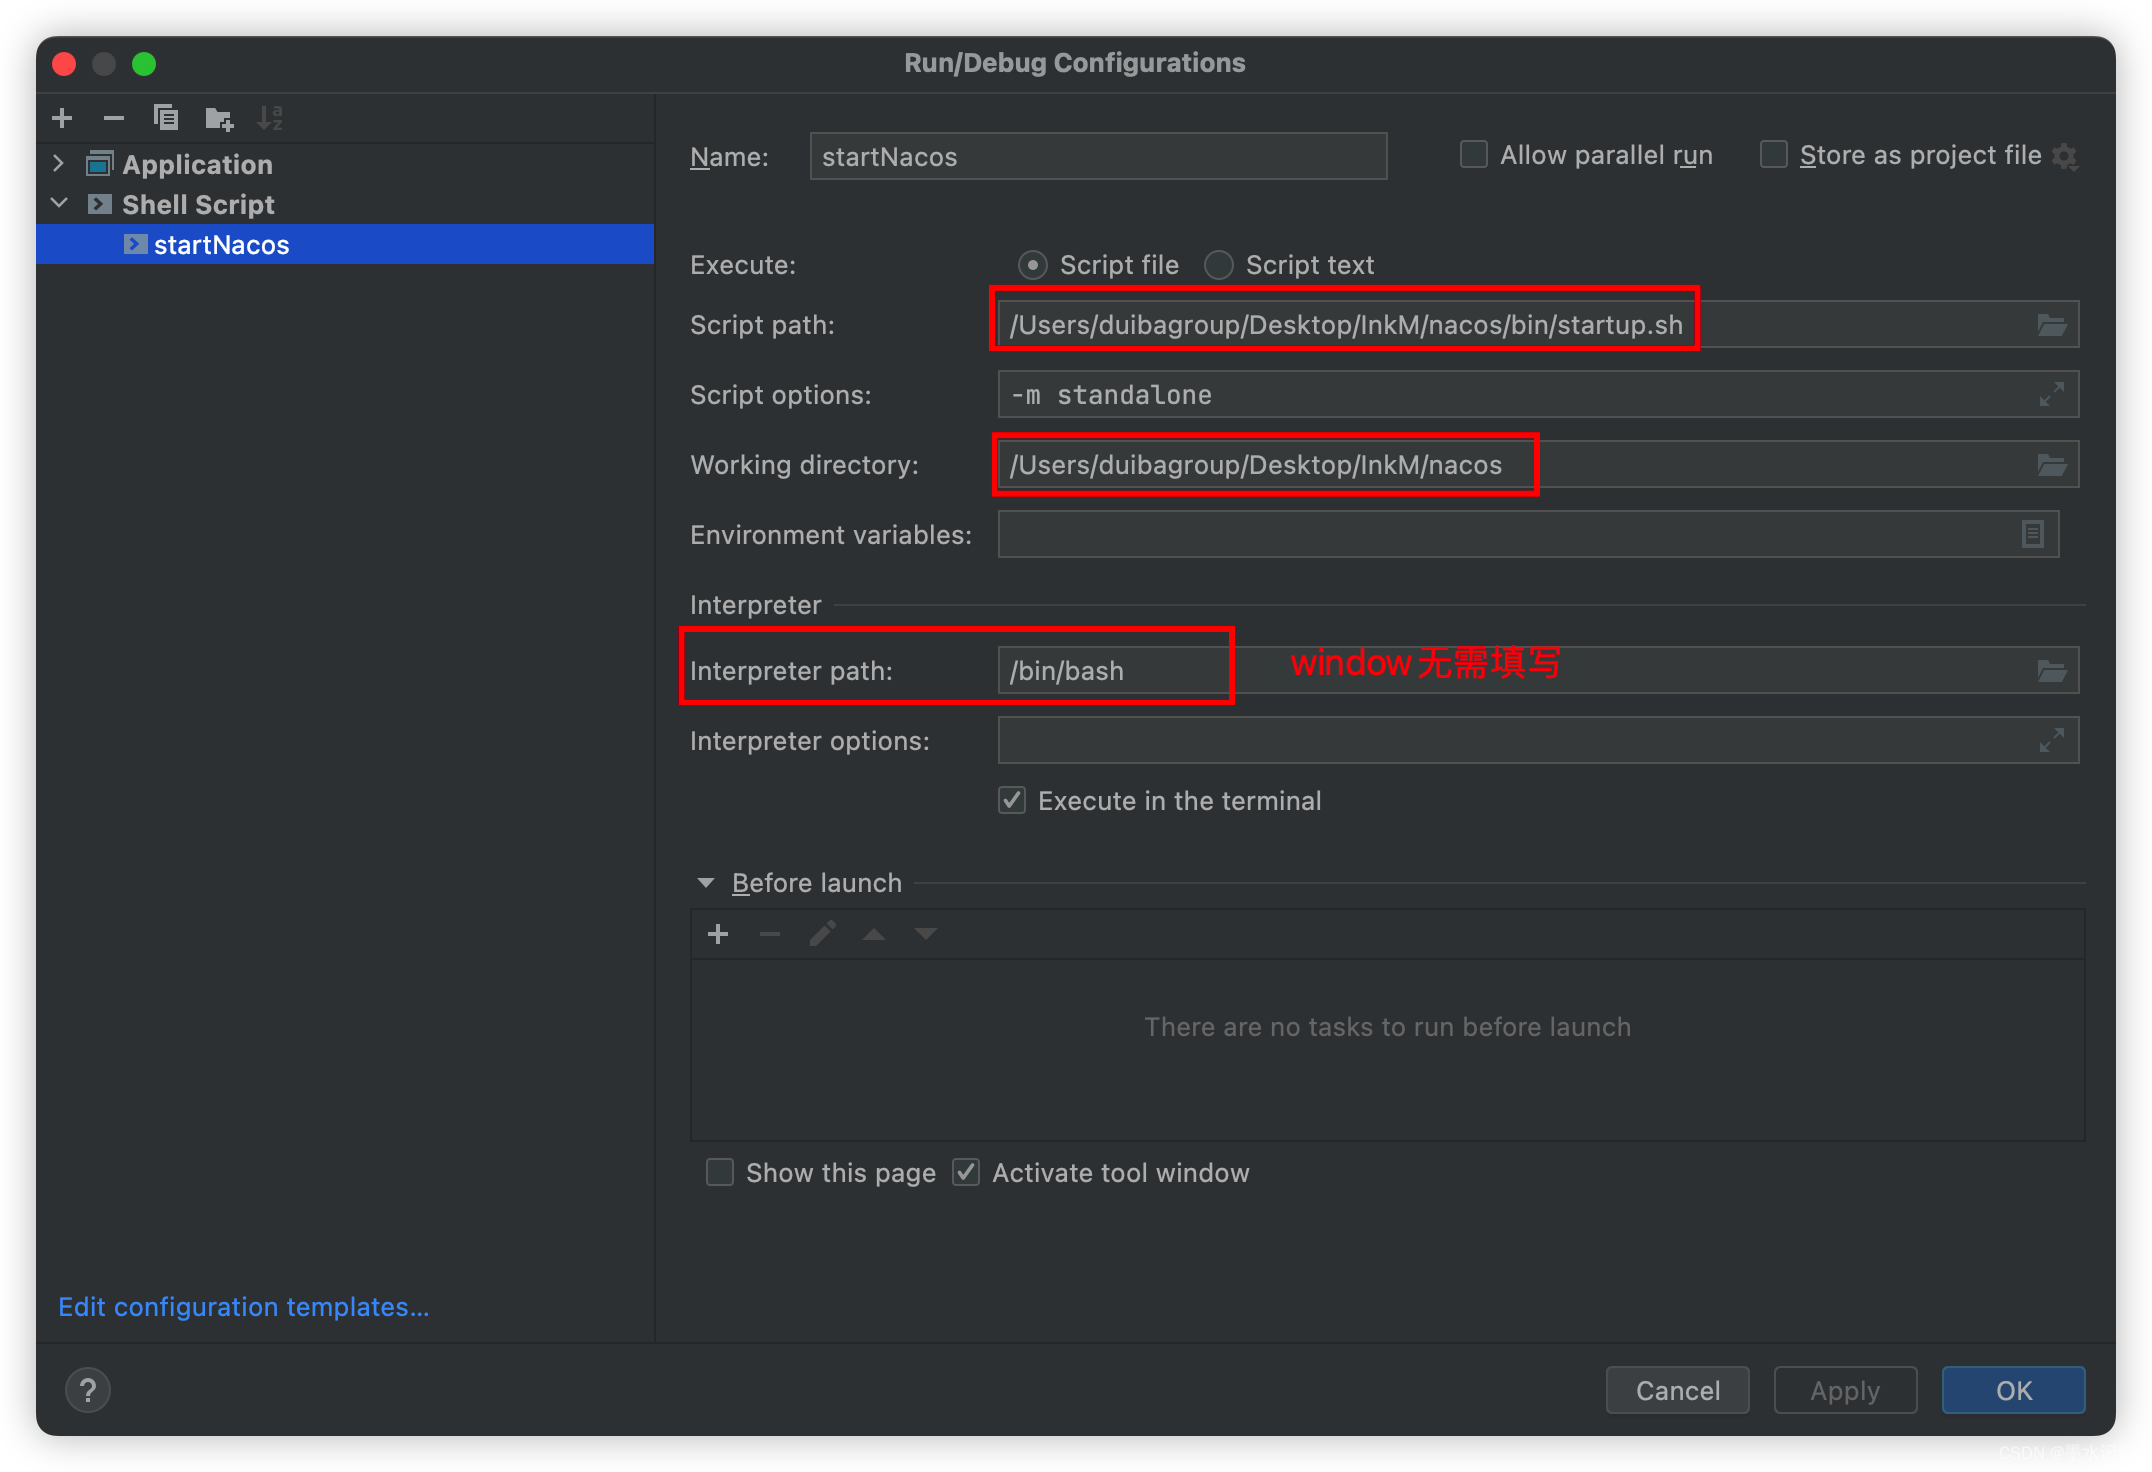 Run/Debug Configurations
Application
Shell Script
startNacos
Name: startNacos Allow parallel run Store as project file
Execute: Script file Script text
Script path: /Users/duibagroup/Desktop/InkM/nacos/bin/startup.sh
Script options: -m standalone
Working directory: /Users/duibagroup/Desktop/InkM/nacos
Environment variables:
Interpreter
Interpreter path: /bin/bash window无需填写
Interpreter options:
Execute in the terminal
Before launch
There are no tasks to run before launch
Show this page Activate tool window
Edit configuration templates...
? Cancel Apply OK